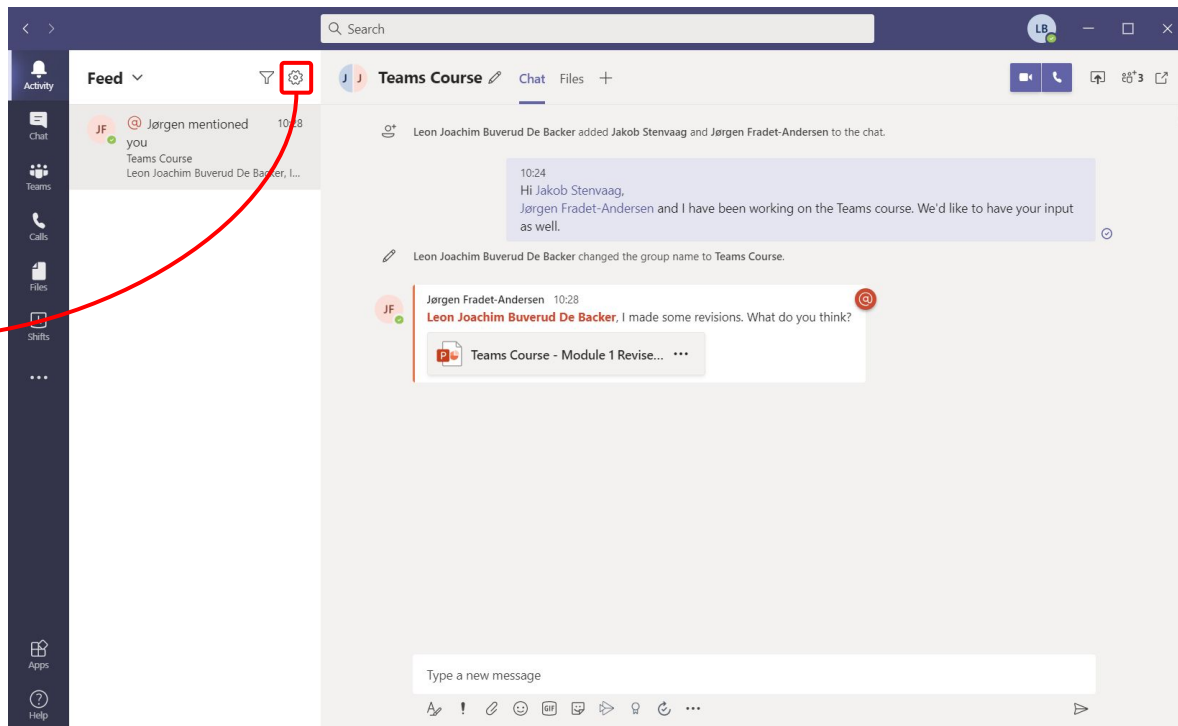 Search
LB
Activity
Chat
Teams
Calls
Files
Shifts
Apps
Help
Feed
JF
@ Jørgen mentioned you
10:28
Teams Course
Leon Joachim Buverud De Backer, I...
J J
Teams Course
Chat
Files
3
Leon Joachim Buverud De Backer added Jakob Stenvaag and Jørgen Fradet-Andersen to the chat.
10:24
Hi Jakob Stenvaag,
Jørgen Fradet-Andersen and I have been working on the Teams course. We'd like to have your input
as well.
Leon Joachim Buverud De Backer changed the group name to Teams Course.
JF
Jørgen Fradet-Andersen 10:28
@
Leon Joachim Buverud De Backer, I made some revisions. What do you think?
P
Teams Course - Module 1 Revise... ···
Type a new message
GIF